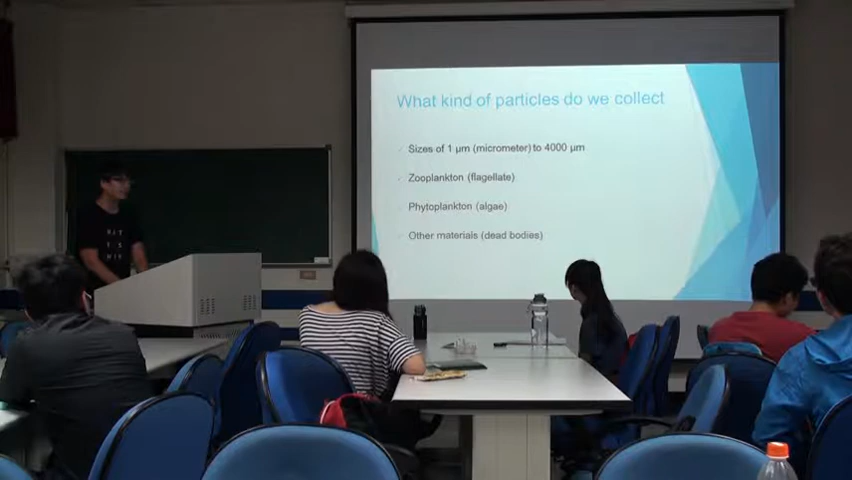 What kind of particles do we collect
Sizes of 1 µm (micrometer) to 4000 µm
Zooplankton (flagellate)
Phytoplankton (algae)
Other materials (dead bodies)